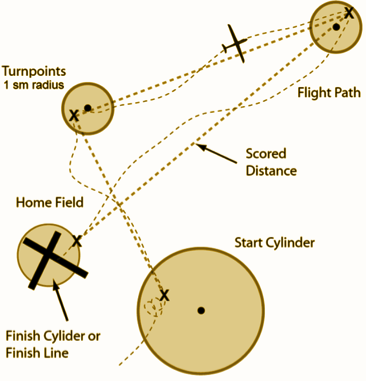 Turnpoints
1 sm radius
Flight Path
Scored
Distance
Home Field
Start Cylinder
Finish Cylider or
Finish Line